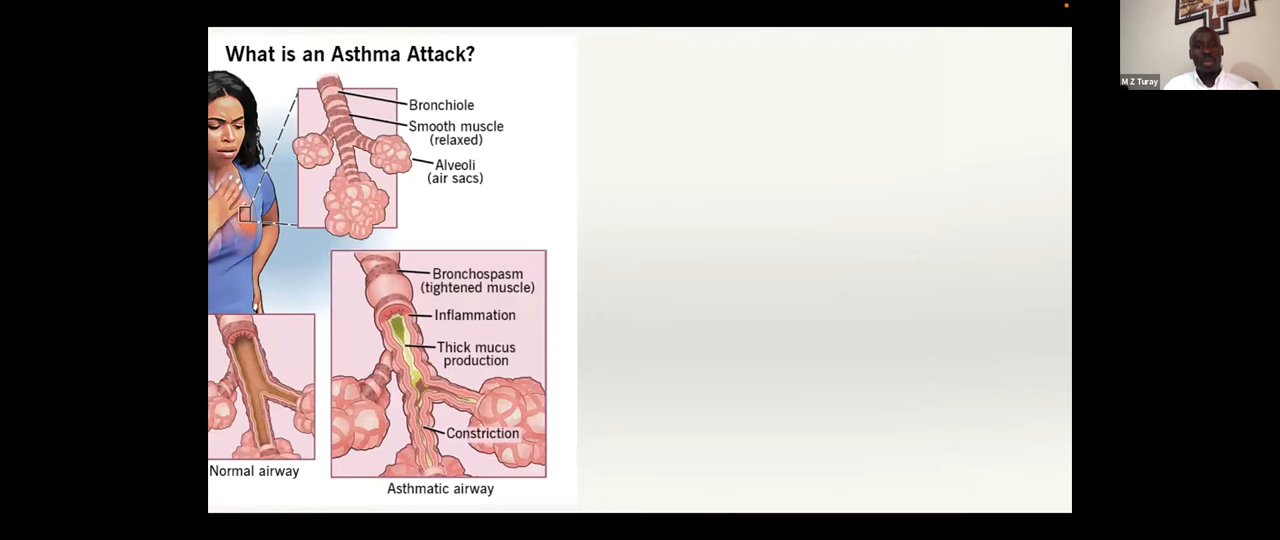 What is an Asthma Attack?
Bronchiole
Smooth muscle
(relaxed)
Alveoli
(air sacs)
Bronchospasm
(tightened muscle)
Inflammation
Thick mucus
production
Constriction
Normal airway
Asthmatic airway
M Z Turay